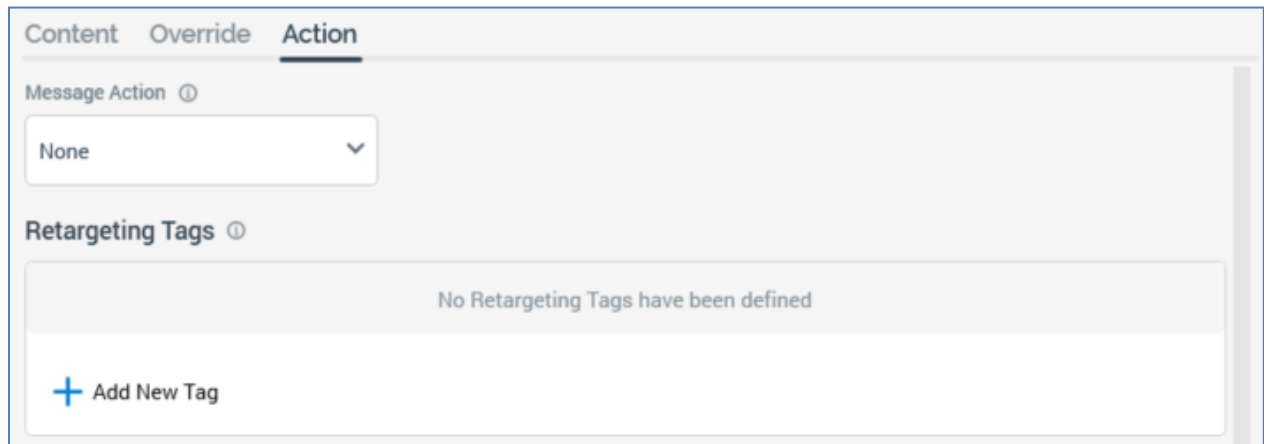 Content Override Action
Message Action
None
Retargeting Tags
No Retargeting Tags have been defined
Add New Tag